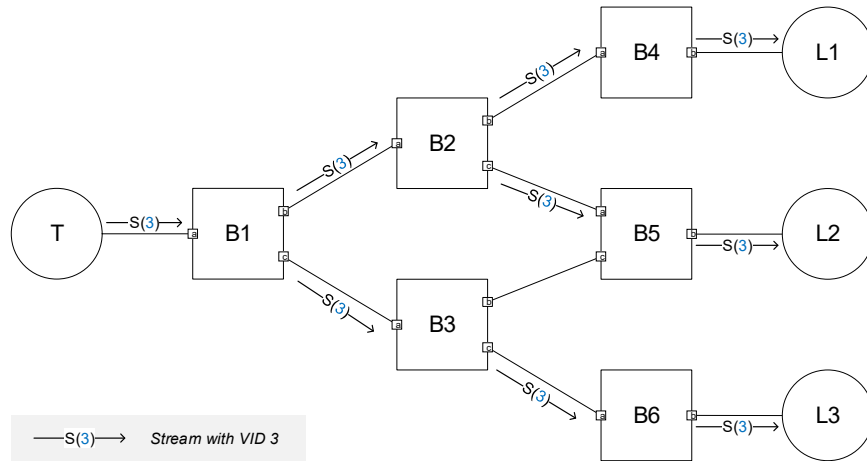 S(3)
B4
S(3)
L1
a
b
S(3)
B2
b
a
c
S(3)
S(3)
T
S(3)
B1
b
a
c
S(3)
B5
a
b
c
S(3)
L2
B3
b
a
c
S(3)
B6
a
b
S(3)
L3
S(3) Stream with VID 3